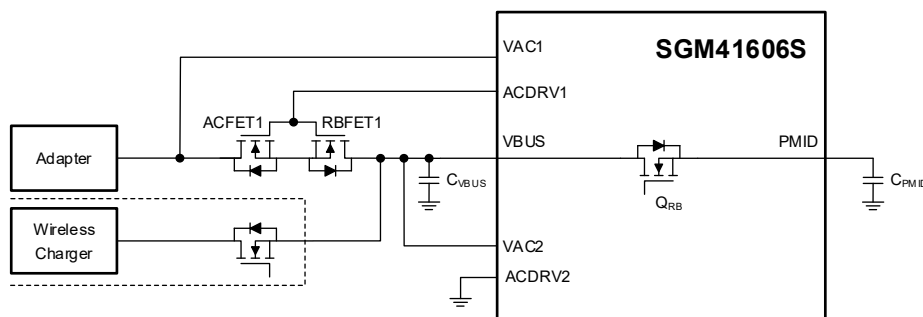 VAC1
SGM41606S
ACDRV1
ACFET1
RBFET1
VBUS
PMID
Adapter
CVBUS
QRB
CPMID
Wireless
Charger
VAC2
ACDRV2